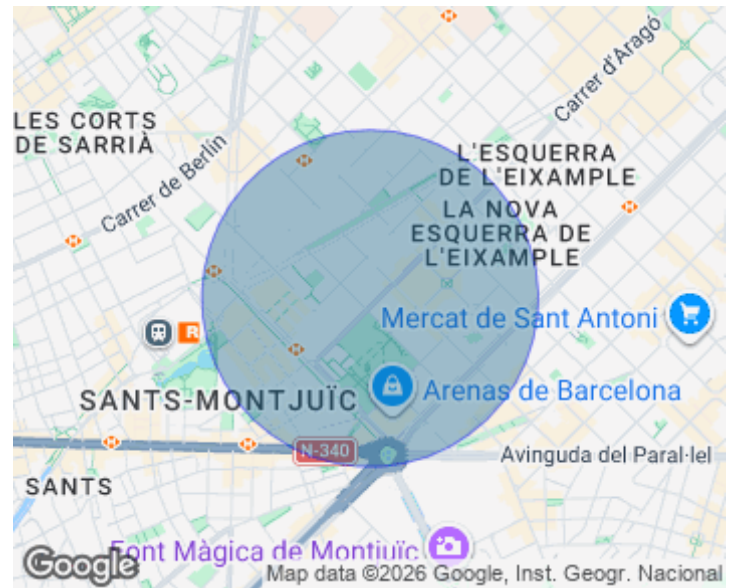 Carrer d'Aragó
LES CORTS
DE SARRIÀ
L'ESQUERRA
DE L'EIXAMPLE
Carrer de Berlín
LA NOVA
ESQUERRA DE
L'EIXAMPLE
Mercat de Sant Antoni
R
SANTS-MONTJUÏC
Arenas de Barcelona
N-340
Avinguda del Paral·lel
SANTS
Font Màgica de Montjuïc
Google
Map data ©2026 Google, Inst. Geogr. Nacional